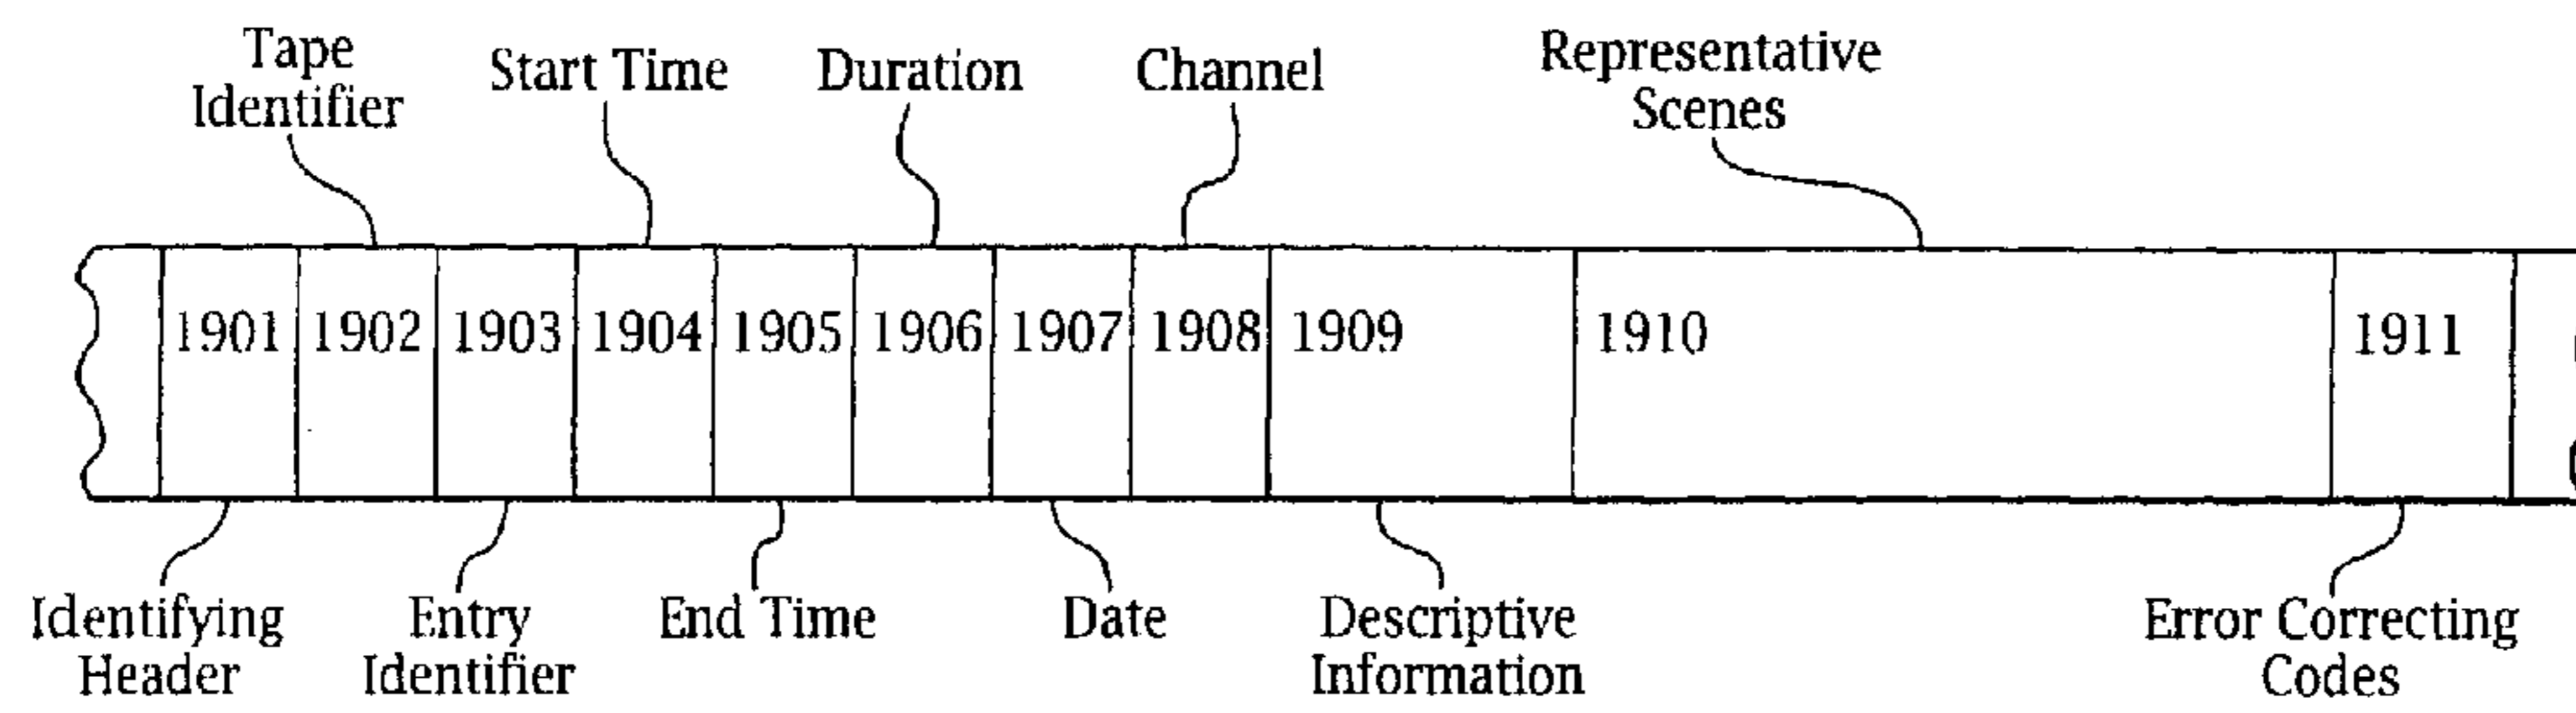 Tape
Identifier
Start Time
Duration
Channel
Representative
Scenes
1901 1902 1903 1904 1905 1906 1907 1908 1909 1910 1911
Identifying
Header
Entry
Identifier
End Time
Date
Descriptive
Information
Error Correcting
Codes